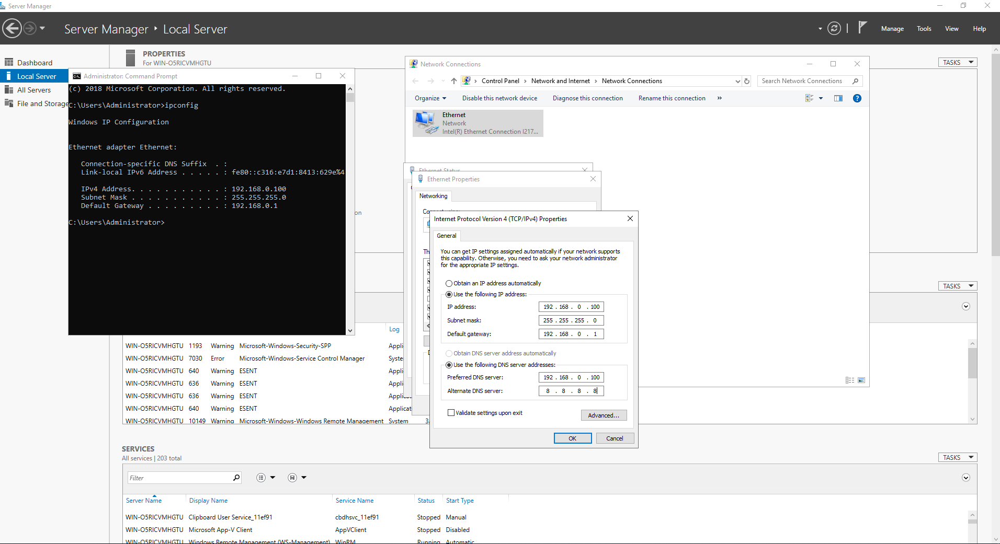 Server Manager
Server Manager ‣ Local Server
Manage Tools View Help
Dashboard
Local Server
All Servers
File and Storage
PROPERTIES
For WIN-O5RICVMHGTU
TASKS
Administrator: Command Prompt
(c) 2018 Microsoft Corporation. All rights reserved.
C:\Users\Administrator>ipconfig
Windows IP Configuration
Ethernet adapter Ethernet:
Connection-specific DNS Suffix  . :
Link-local IPv6 Address . . . . . : fe80::c316:e7d1:8413:629e%4
IPv4 Address. . . . . . . . . . . : 192.168.0.100
Subnet Mask . . . . . . . . . . . : 255.255.255.0
Default Gateway . . . . . . . . . : 192.168.0.1
C:\Users\Administrator>
on
Network Connections
Control Panel > Network and Internet > Network Connections
Search Network Connections
Organize Disable this network device Diagnose this connection Rename this connection »
Ethernet
Network
Intel(R) Ethernet Connection I217...
Ethernet Status
Ethernet Properties
Networking
Internet Protocol Version 4 (TCP/IPv4) Properties
General
You can get IP settings assigned automatically if your network supports
this capability. Otherwise, you need to ask your network administrator
for the appropriate IP settings.
Obtain an IP address automatically
Use the following IP address:
IP address: 192 . 168 . 0 . 100
Subnet mask: 255 . 255 . 255 . 0
Default gateway: 192 . 168 . 0 . 1
Obtain DNS server address automatically
Use the following DNS server addresses:
Preferred DNS server: 192 . 168 . 0 . 100
Alternate DNS server: 8 . 8 . 8 . 8
Validate settings upon exit
Advanced...
OK Cancel
TASKS
Log
WIN-O5RICVMHGTU 1193 Warning Microsoft-Windows-Security-SPP Appli
WIN-O5RICVMHGTU 7030 Error Microsoft-Windows-Service Control Manager Syste
WIN-O5RICVMHGTU 640 Warning ESENT Appli
WIN-O5RICVMHGTU 636 Warning ESENT Appli
WIN-O5RICVMHGTU 636 Warning ESENT Appli
WIN-O5RICVMHGTU 640 Warning ESENT Applicat
WIN-O5RICVMHGTU 10149 Warning Microsoft-Windows-Windows Remote Management System 3/
SERVICES
All services | 203 total
TASKS
Filter
Server Name Display Name Service Name Status Start Type
WIN-O5RICVMHGTU Clipboard User Service_11ef91 cbdhsvc_11ef91 Stopped Manual
WIN-O5RICVMHGTU Microsoft App-V Client AppVClient Stopped Disabled
WIN-O5RICVMHGTU Windows Remote Management (WS-Management) WinRM Running Automatic